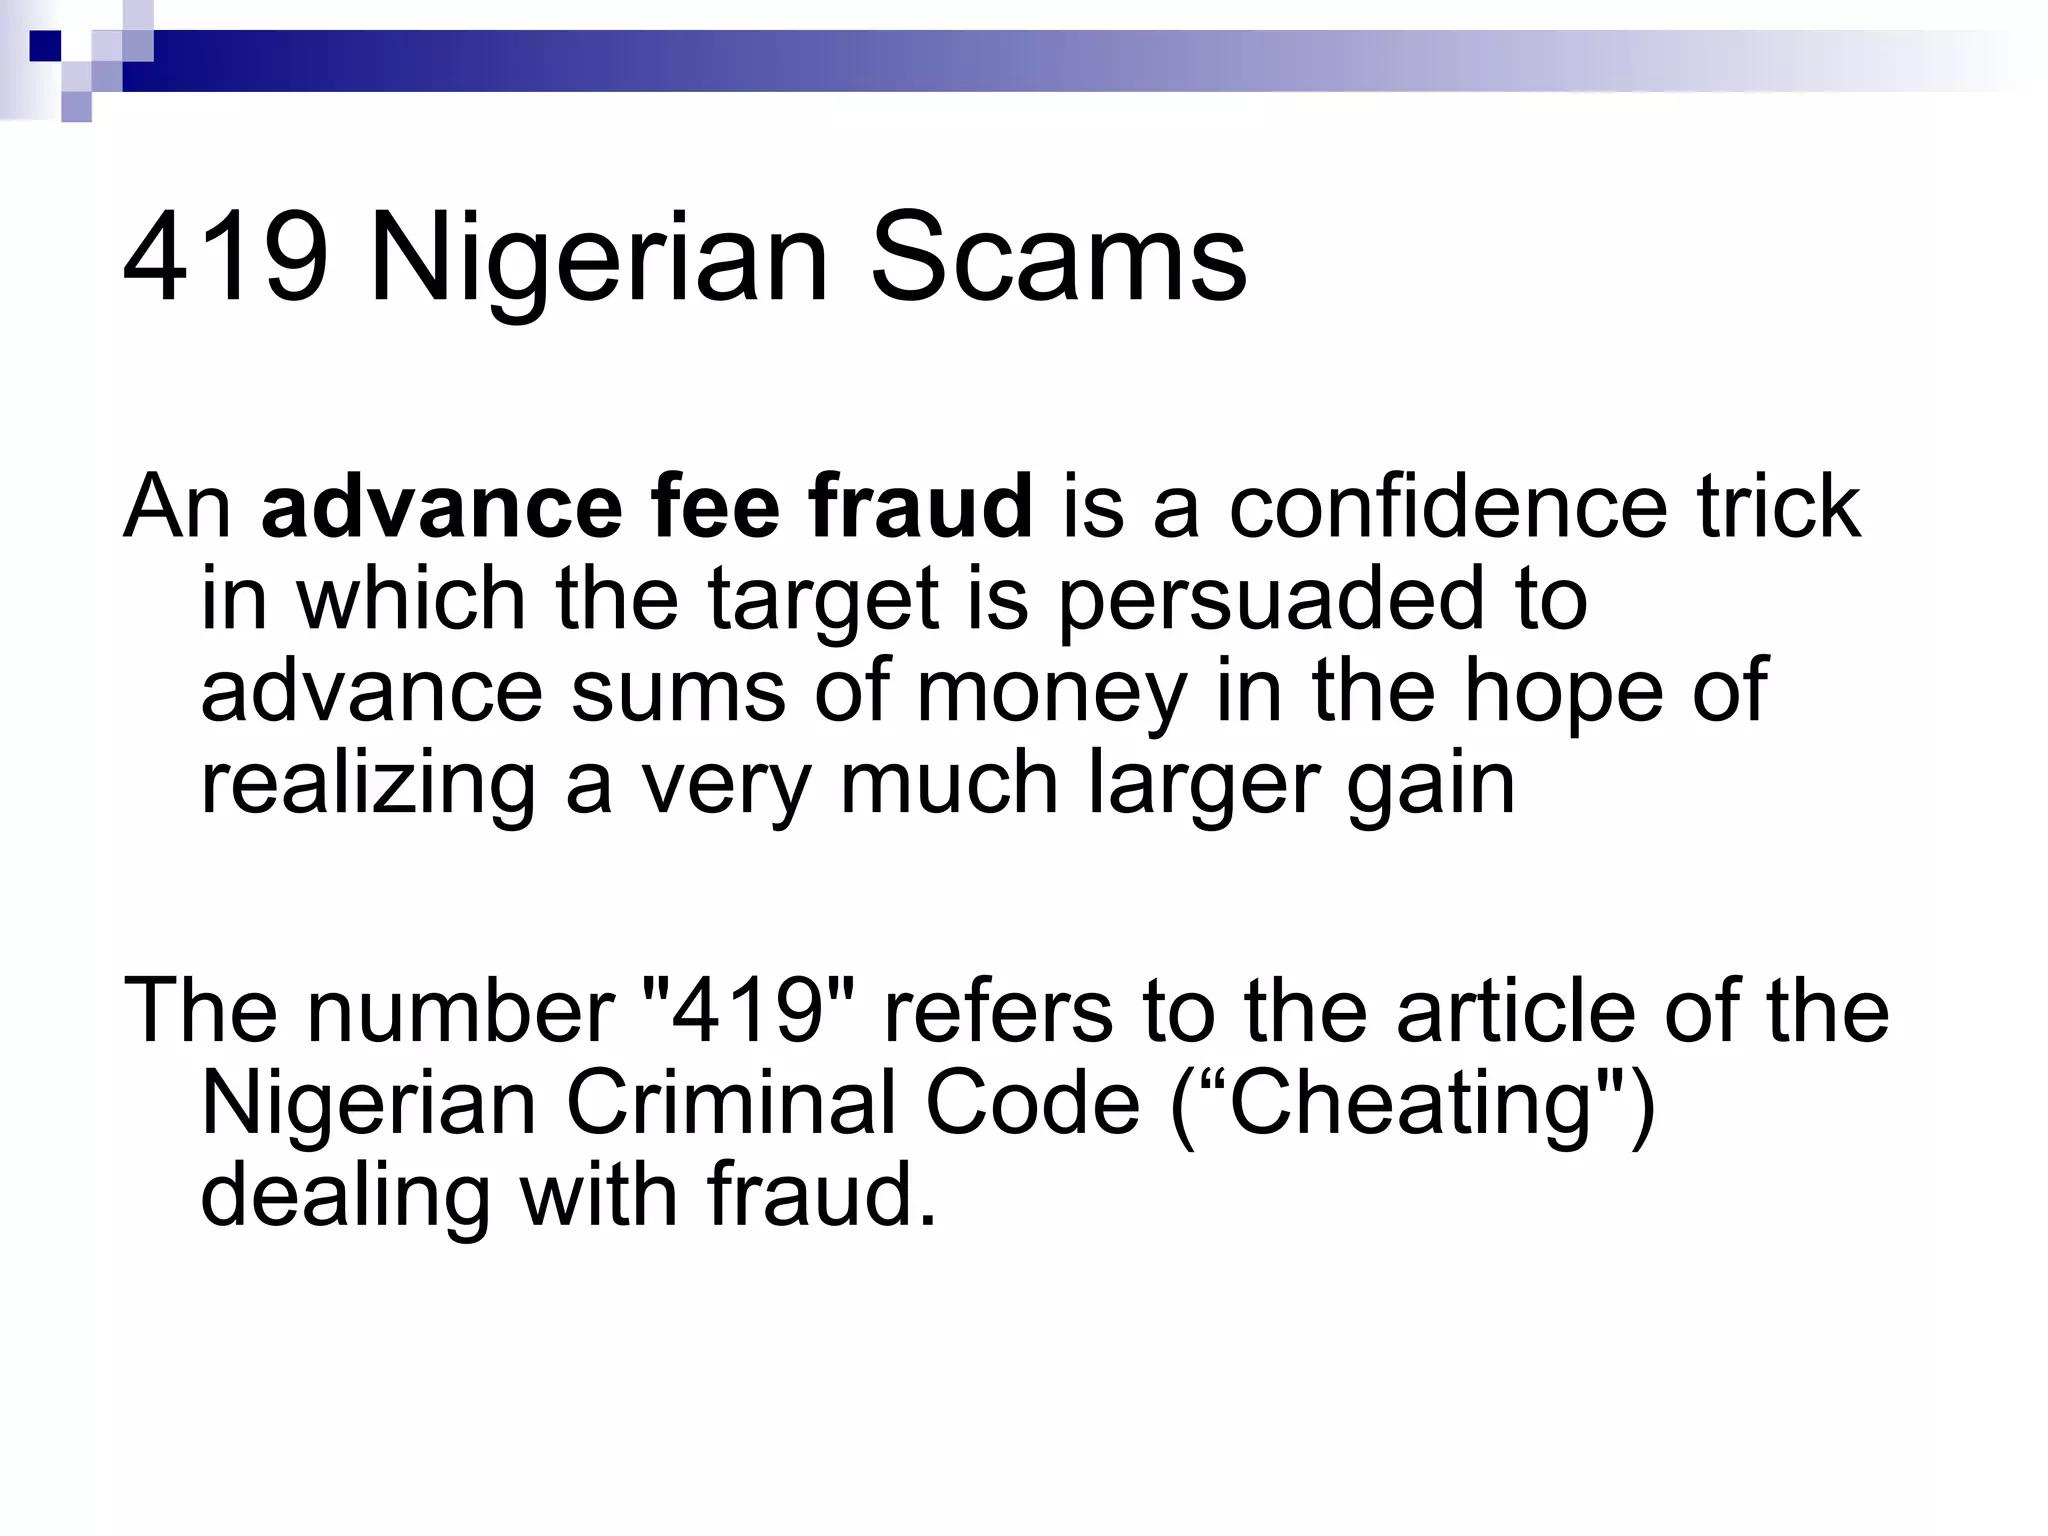 419 Nigerian Scams
An advance fee fraud is a confidence trick
in which the target is persuaded to
advance sums of money in the hope of
realizing a very much larger gain
The number "419" refers to the article of the
Nigerian Criminal Code (“Cheating")
dealing with fraud.